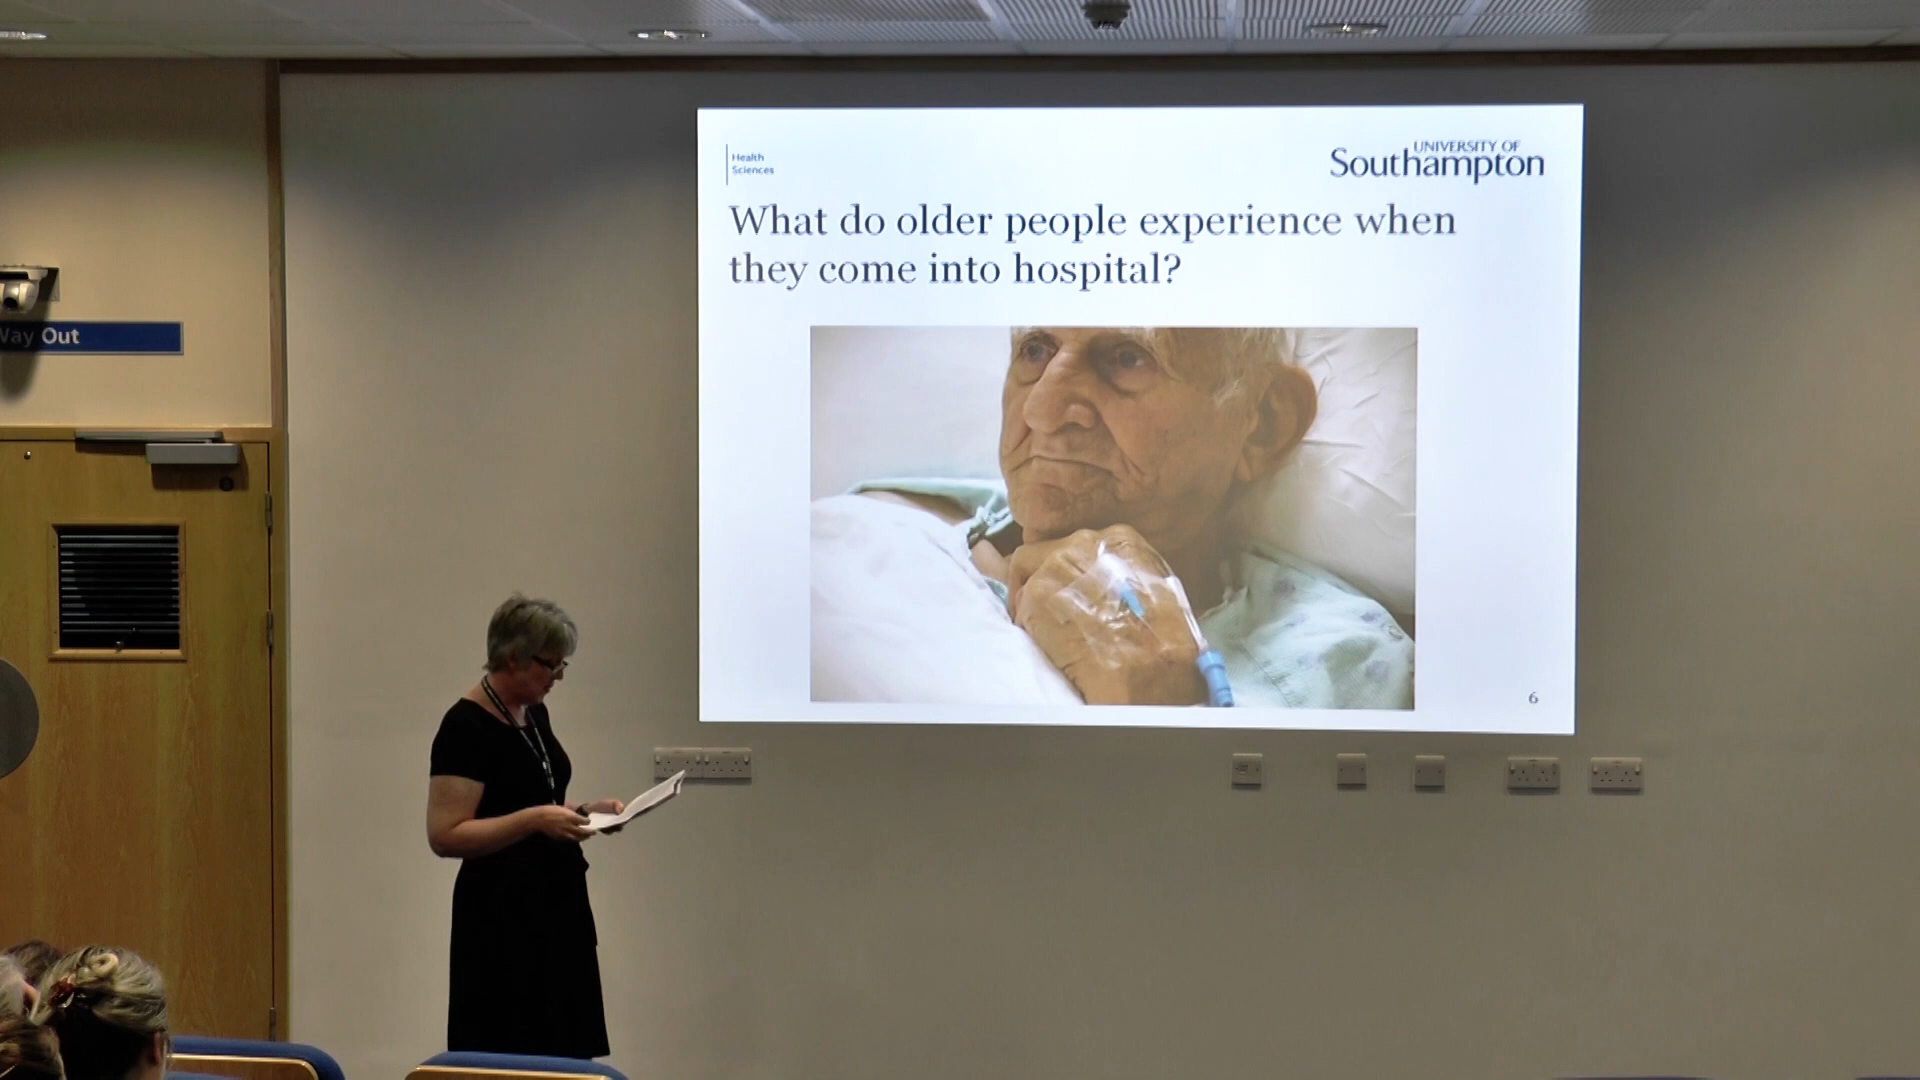 Health
Sciences
UNIVERSITY OF
Southampton
What do older people experience when
they come into hospital?
Way Out
6